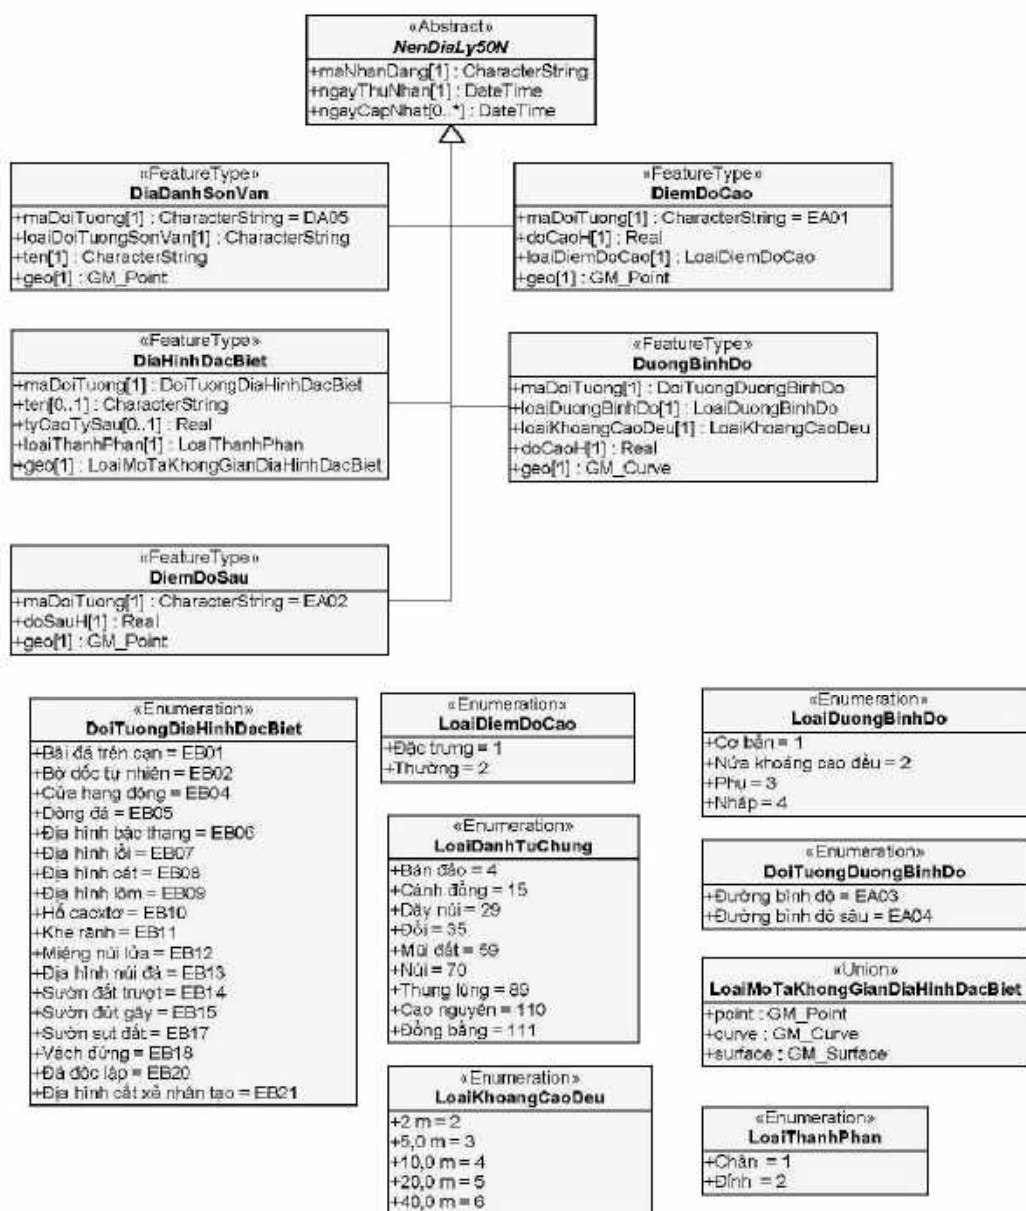 «Abstract»
NenDiaLy50N
+maNhanDang[1] : CharacterString
+ngayThuNhan[1] : DateTime
+ngayCapNhat[0..*] : DateTime
«FeatureType»
DiaDanhSonVan
+maDoiTuong[1] : CharacterString = DA05
+loaiDoiTuongSonVan[1] : CharacterString
+ten[1] : CharacterString
+geo[1] : GM_Point
«FeatureType»
DiemDoCao
+maDoiTuong[1] : CharacterString = EA01
+doCaoH[1] : Real
+loaiDiemDoCao[1] : LoaiDiemDoCao
+geo[1] : GM_Point
«FeatureType»
DiaHinhDacBiet
+maDoiTuong[1] : DoiTuongDiaHinhDacBiet
+ten[0..1] : CharacterString
+tyCaoTySau[0..1] : Real
+loaiThanhPhan[1] : LoaiThanhPhan
+geo[1] : LoaiMoTaKhongGianDiaHinhDacBiet
«FeatureType»
DuongBinhDo
+maDoiTuong[1] : DoiTuongDuongBinhDo
+loaiDuongBinhDo[1] : LoaiDuongBinhDo
+loaiKhoangCaoDeu[1] : LoaiKhoangCaoDeu
+doCaoH[1] : Real
+geo[1] : GM_Curve
«FeatureType»
DiemDoSau
+maDoiTuong[1] : CharacterString = EA02
+doSauH[1] : Real
+geo[1] : GM_Point
«Enumeration»
DoiTuongDiaHinhDacBiet
+Bãi đá trên cạn = EB01
+Bờ dốc tự nhiên = EB02
+Cửa hang động = EB04
+Dòng đá = EB05
+Địa hình bậc thang = EB06
+Địa hình lồi = EB07
+Địa hình cát = EB08
+Địa hình lõm = EB09
+Hố cacxtơ = EB10
+Khe rãnh = EB11
+Miệng núi lửa = EB12
+Địa hình núi đá = EB13
+Sườn đất trượt = EB14
+Sườn đứt gãy = EB15
+Sườn sụt đất = EB17
+Vách đứng = EB18
+Đá độc lập = EB20
+Địa hình cắt xẻ nhân tạo = EB21
«Enumeration»
LoaiDiemDoCao
+Đặc trưng = 1
+Thường = 2
«Enumeration»
LoaiDanhTuChung
+Bán đảo = 4
+Cánh đồng = 15
+Dãy núi = 29
+Đồi = 35
+Mũi đất = 59
+Núi = 70
+Thung lũng = 89
+Cao nguyên = 110
+Đồng bằng = 111
«Enumeration»
LoaiKhoangCaoDeu
+2 m = 2
+5,0 m = 3
+10,0 m = 4
+20,0 m = 5
+40,0 m = 6
«Enumeration»
LoaiDuongBinhDo
+Cơ bản = 1
+Nửa khoảng cao đều = 2
+Phụ = 3
+Nháp = 4
«Enumeration»
DoiTuongDuongBinhDo
+Đường bình độ = EA03
+Đường bình độ sâu = EA04
«Union»
LoaiMoTaKhongGianDiaHinhDacBiet
+point : GM_Point
+curve : GM_Curve
+surface : GM_Surface
«Enumeration»
LoaiThanhPhan
+Chân = 1
+Đỉnh = 2